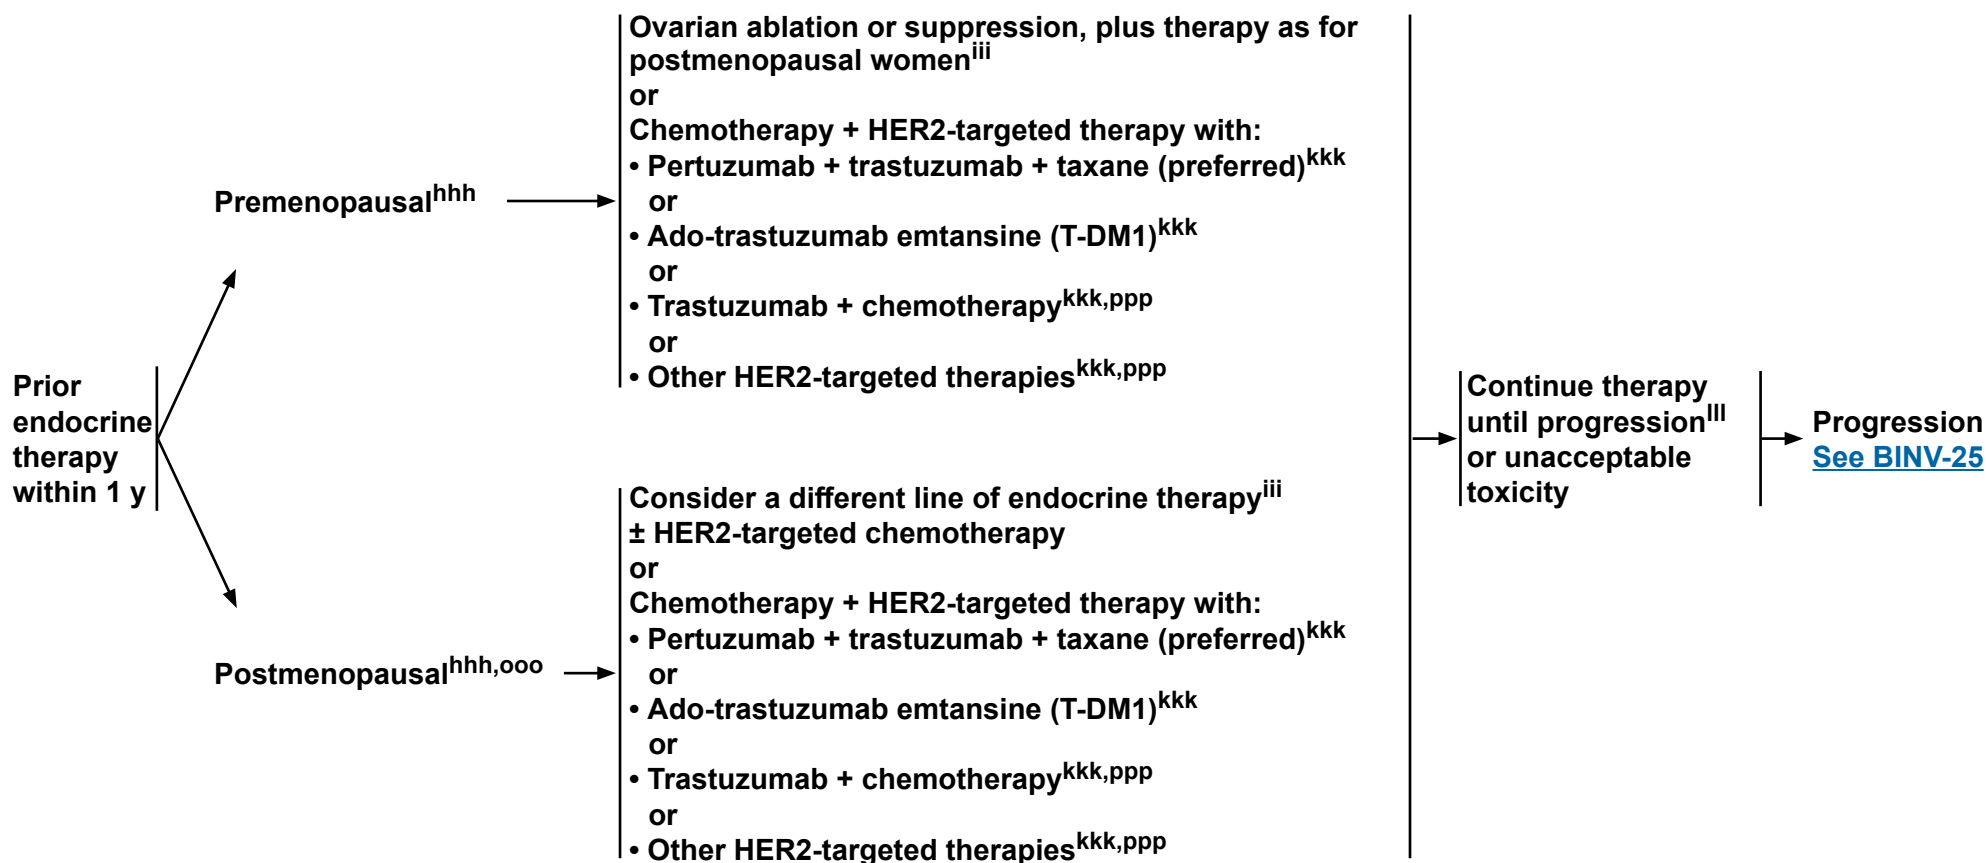 Prior
endocrine
therapy
within 1 y
Premenopausalhhh
Ovarian ablation or suppression, plus therapy as for
postmenopausal womeniii
or
Chemotherapy + HER2-targeted therapy with:
• Pertuzumab + trastuzumab + taxane (preferred)kkk
or
• Ado-trastuzumab emtansine (T-DM1)kkk
or
• Trastuzumab + chemotherapykkk,ppp
or
• Other HER2-targeted therapieskkk,ppp
Postmenopausalhhh,ooo
Consider a different line of endocrine therapyiii
± HER2-targeted chemotherapy
or
Chemotherapy + HER2-targeted therapy with:
• Pertuzumab + trastuzumab + taxane (preferred)kkk
or
• Ado-trastuzumab emtansine (T-DM1)kkk
or
• Trastuzumab + chemotherapykkk,ppp
or
• Other HER2-targeted therapieskkk,ppp
Continue therapy
until progressionlll
or unacceptable
toxicity
Progression
See BINV-25